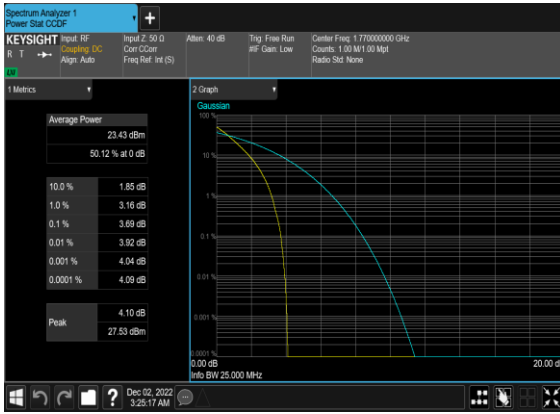 Spectrum Analyzer 1
Power Stat CCDF
+
KEYSIGHT
R T
Input: RF
Coupling: DC
Align: Auto
Input Z: 50 Ω
Corr CCorr
Freq Ref: Int (S)
Atten: 40 dB
Trig: Free Run
#IF Gain: Low
Center Freq: 1.770000000 GHz
Counts: 1.00 M/1.00 Mpt
Radio Std: None
1 Metrics
2 Graph
Average Power
23.43 dBm
50.12 % at 0 dB
10.0 % 1.85 dB
1.0 % 3.16 dB
0.1 % 3.69 dB
0.01 % 3.92 dB
0.001 % 4.04 dB
0.0001 % 4.09 dB
Peak
4.10 dB
27.53 dBm
Gaussian
100 %
10 %
1 %
0.1 %
0.01 %
0.001 %
0.0001 %
0.00 dB
20.00 d
Info BW 25.000 MHz
?
Dec 02, 2022
3:25:17 AM